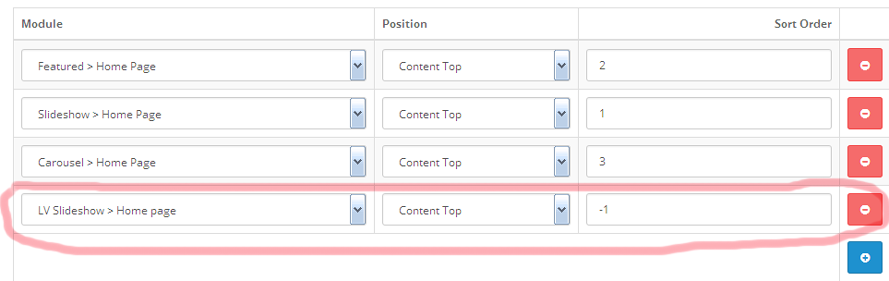 Module Position Sort Order
Featured > Home Page Content Top 2
Slideshow > Home Page Content Top 1
Carousel > Home Page Content Top 3
LV Slideshow > Home page Content Top -1